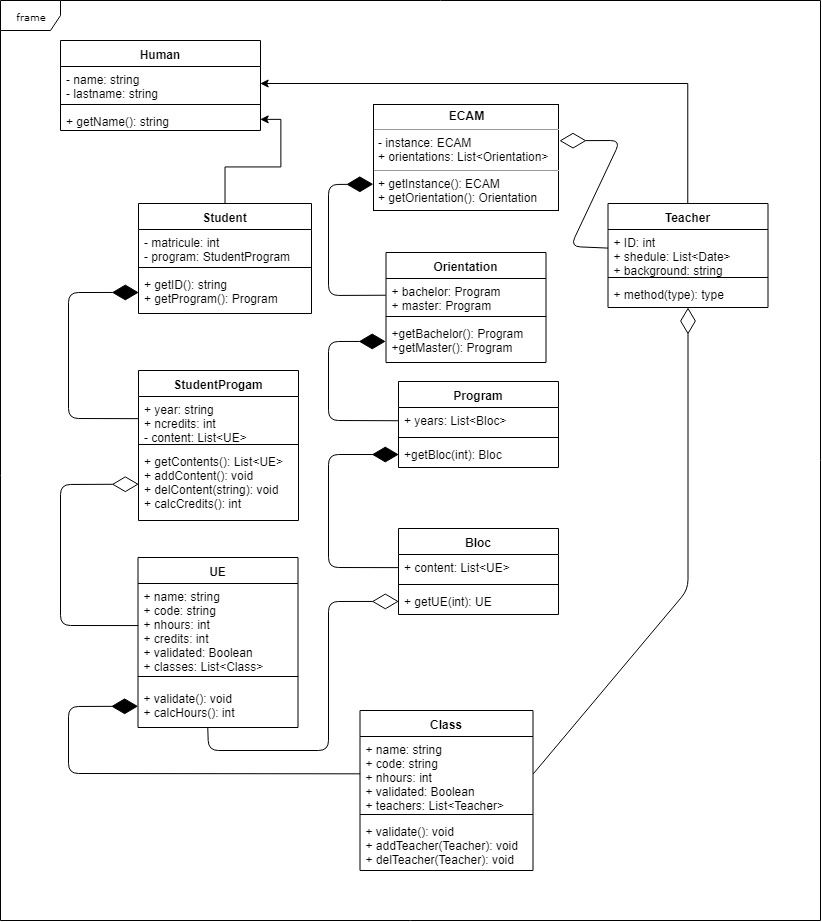 frame
Human
- name: string
- lastname: string
+ getName(): string
ECAM
- instance: ECAM
+ orientations: List<Orientation>
+ getInstance(): ECAM
+ getOrientation(): Orientation
Student
- matricule: int
- program: StudentProgram
+ getID(): string
+ getProgram(): Program
Teacher
+ ID: int
+ shedule: List<Date>
+ background: string
+ method(type): type
Orientation
+ bachelor: Program
+ master: Program
+getBachelor(): Program
+getMaster(): Program
StudentProgam
+ year: string
+ ncredits: int
- content: List<UE>
+ getContents(): List<UE>
+ addContent(): void
+ delContent(string): void
+ calcCredits(): int
Program
+ years: List<Bloc>
+getBloc(int): Bloc
Bloc
+ content: List<UE>
+ getUE(int): UE
UE
+ name: string
+ code: string
+ nhours: int
+ credits: int
+ validated: Boolean
+ classes: List<Class>
+ validate(): void
+ calcHours(): int
Class
+ name: string
+ code: string
+ nhours: int
+ validated: Boolean
+ teachers: List<Teacher>
+ validate(): void
+ addTeacher(Teacher): void
+ delTeacher(Teacher): void